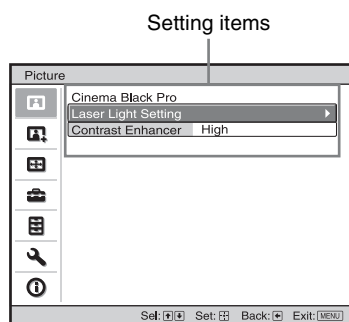 Setting items
Picture
Cinema Black Pro
Laser Light Setting
Contrast Enhancer High
Sel: Set: Back: Exit: MENU